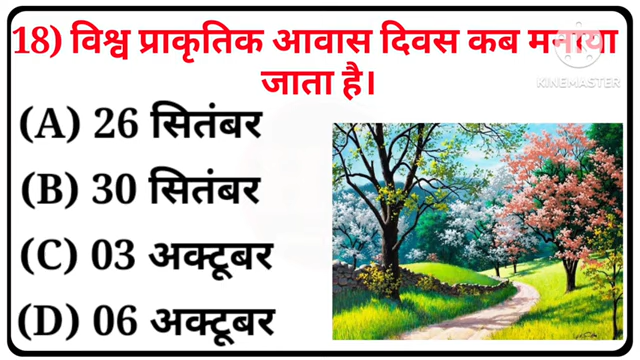 18) विश्व प्राकृतिक आवास दिवस कब मनाया
जाता है।
KINEMASTER
(A) 26 सितंबर
(B) 30 सितंबर
(C) 03 अक्टूबर
(D) 06 अक्टूबर